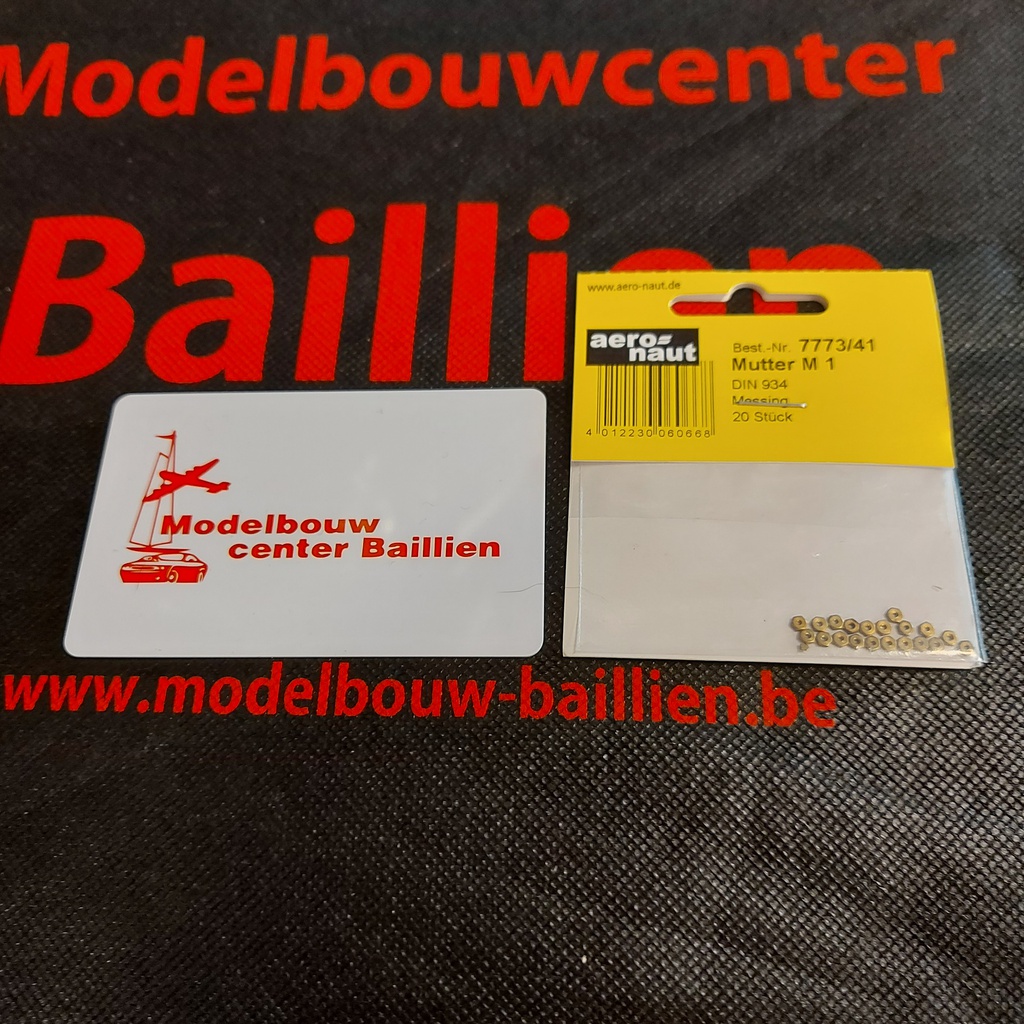 Modelbouwcenter
Baillien
www.aero-naut.de
aero=
naut
Best.-Nr. 7773/41
Mutter M 1
DIN 934
Messing
20 Stück
4 012230 060668
Modelbouw
center Baillien
www.modelbouw-baillien.be